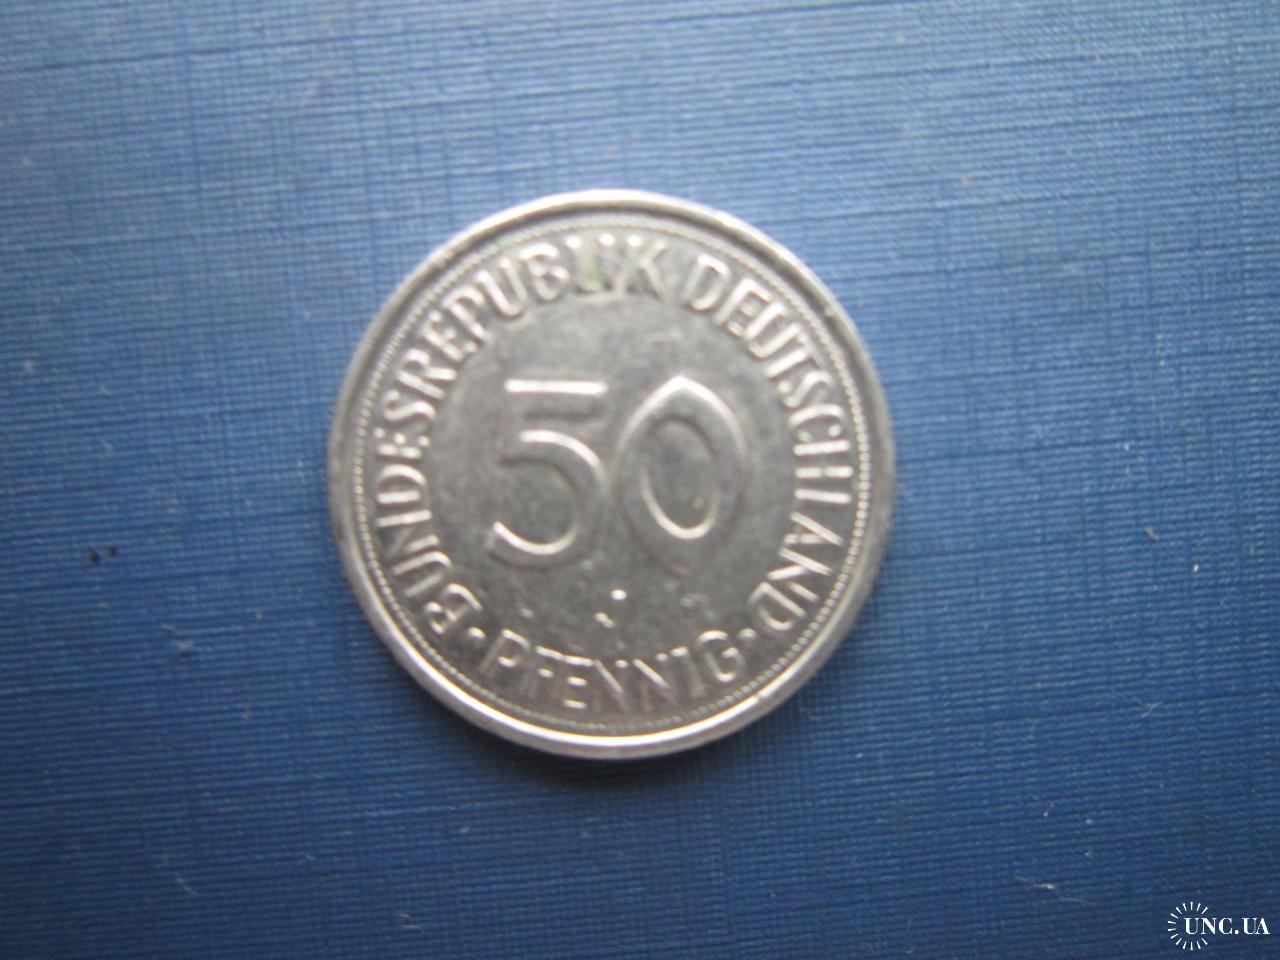 BUNDESREPUBLIK DEUTSCHLAND
50
· PFENNIG ·
UNC.UA